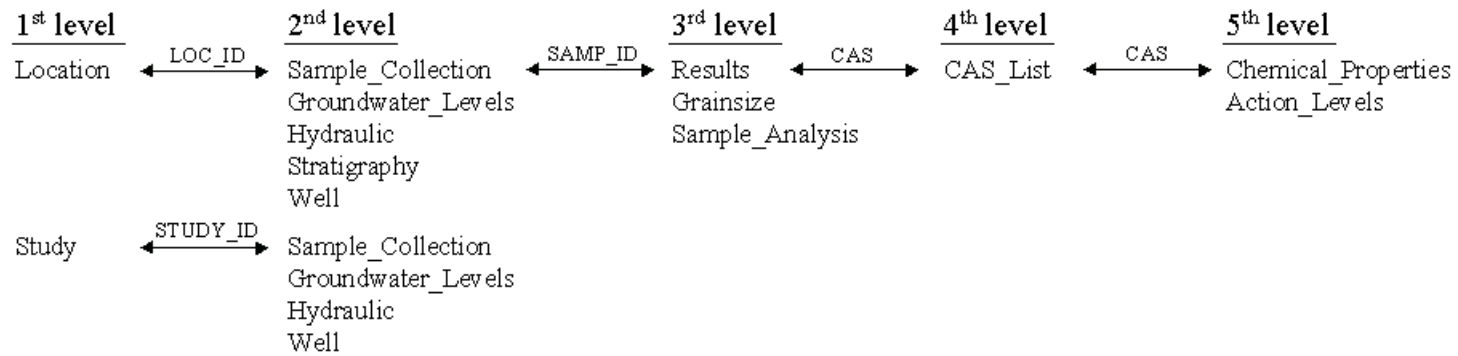 1st level 2nd level 3rd level 4th level 5th level
LOC_ID SAMP_ID CAS CAS
Location Sample_Collection Results CAS_List Chemical_Properties
Groundwater_Levels Grainsize Action_Levels
Hydraulic Sample_Analysis
Stratigraphy
Well
STUDY_ID
Study Sample_Collection
Groundwater_Levels
Hydraulic
Well